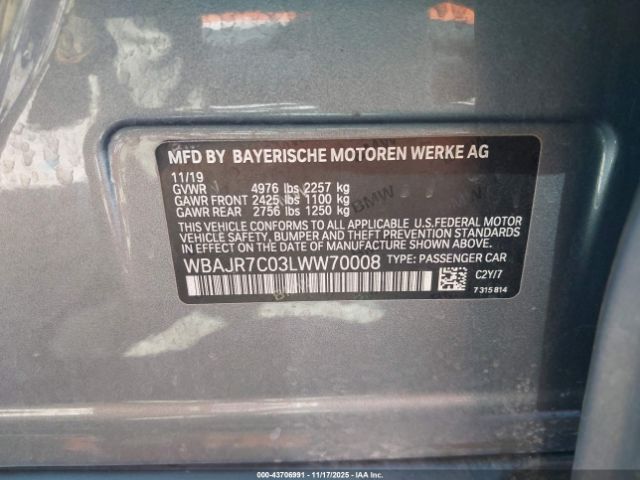 MFD BY BAYERISCHE MOTOREN WERKE AG
11/19
GVWR 4976 lbs 2257 kg
GAWR FRONT 2425 lbs 1100 kg
GAWR REAR 2756 lbs 1250 kg
THIS VEHICLE CONFORMS TO ALL APPLICABLE U.S.FEDERAL MOTOR
VEHICLE SAFETY, BUMPER AND THEFT PREVENTION STANDARDS
IN EFFECT ON THE DATE OF MANUFACTURE SHOWN ABOVE.
WBAJR7C03LWW70008 TYPE: PASSENGER CAR
C2Y/7
7 315 814
000-43706991 - 11/17/2025 - IAA Inc.